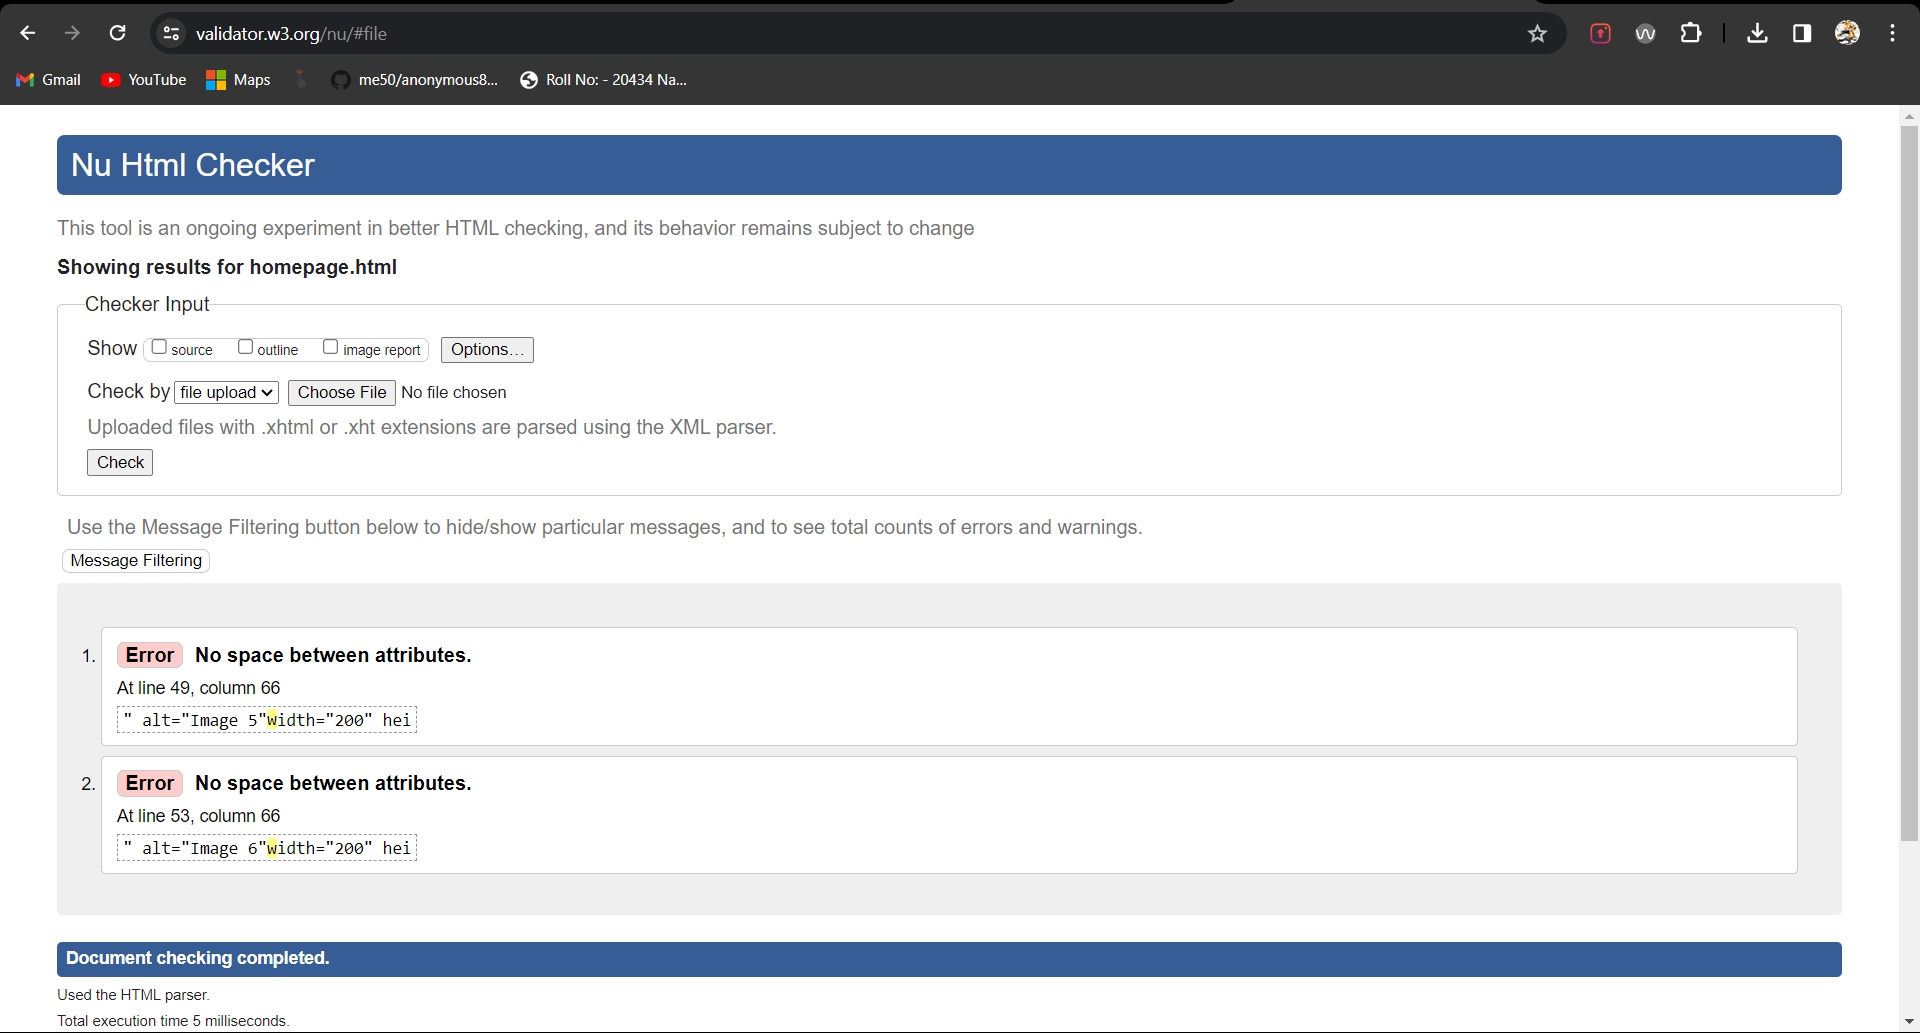 validator.w3.org/nu/#file
Gmail YouTube Maps me50/anonymous8... Roll No: - 20434 Na...
Nu Html Checker
This tool is an ongoing experiment in better HTML checking, and its behavior remains subject to change
Showing results for homepage.html
Checker Input
Show source outline image report Options...
Check by file upload Choose File No file chosen
Uploaded files with .xhtml or .xht extensions are parsed using the XML parser.
Check
Use the Message Filtering button below to hide/show particular messages, and to see total counts of errors and warnings.
Message Filtering
1. Error No space between attributes.
At line 49, column 66
" alt="Image 5"width="200" hei
2. Error No space between attributes.
At line 53, column 66
" alt="Image 6"width="200" hei
Document checking completed.
Used the HTML parser.
Total execution time 5 milliseconds.